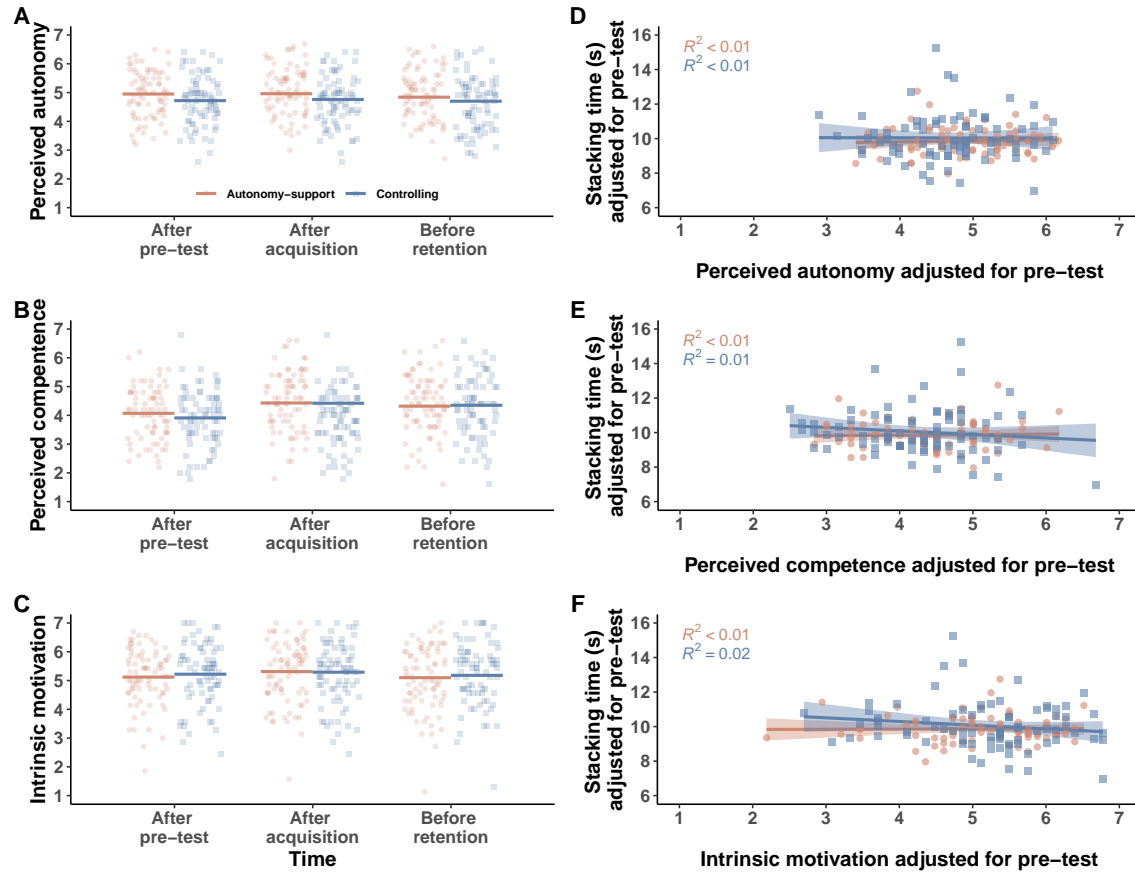 A
Perceived autonomy
7
6
5
4
3
2
1
Autonomy−support
Controlling
After
pre−test
After
acquisition
Before
retention
B
Perceived compentence
7
6
5
4
3
2
1
After
pre−test
After
acquisition
Before
retention
C
Intrinsic motivation
7
6
5
4
3
2
1
After
pre−test
After
acquisition
Before
retention
Time
D
Stacking time (s)
adjusted for pre−test
16
14
12
10
8
6
R² < 0.01
R² < 0.01
1 2 3 4 5 6 7
Perceived autonomy adjusted for pre−test
E
Stacking time (s)
adjusted for pre−test
16
14
12
10
8
6
R² < 0.01
R² = 0.01
1 2 3 4 5 6 7
Perceived competence adjusted for pre−test
F
Stacking time (s)
adjusted for pre−test
16
14
12
10
8
6
R² < 0.01
R² = 0.02
1 2 3 4 5 6 7
Intrinsic motivation adjusted for pre−test